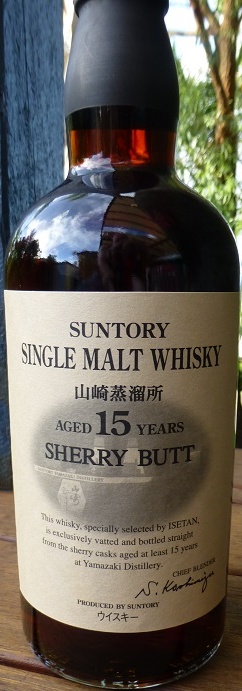 SUNTORY
SINGLE MALT WHISKY
山崎蒸溜所
AGED 15 YEARS
SHERRY BUTT
YAMAZAKI DISTILLERY
This whisky, specially selected by ISETAN,
is exclusively vatted and bottled straight
from the sherry casks aged at least 15 years
at Yamazaki Distillery.
CHIEF BLENDER
PRODUCED BY SUNTORY
ウイスキー